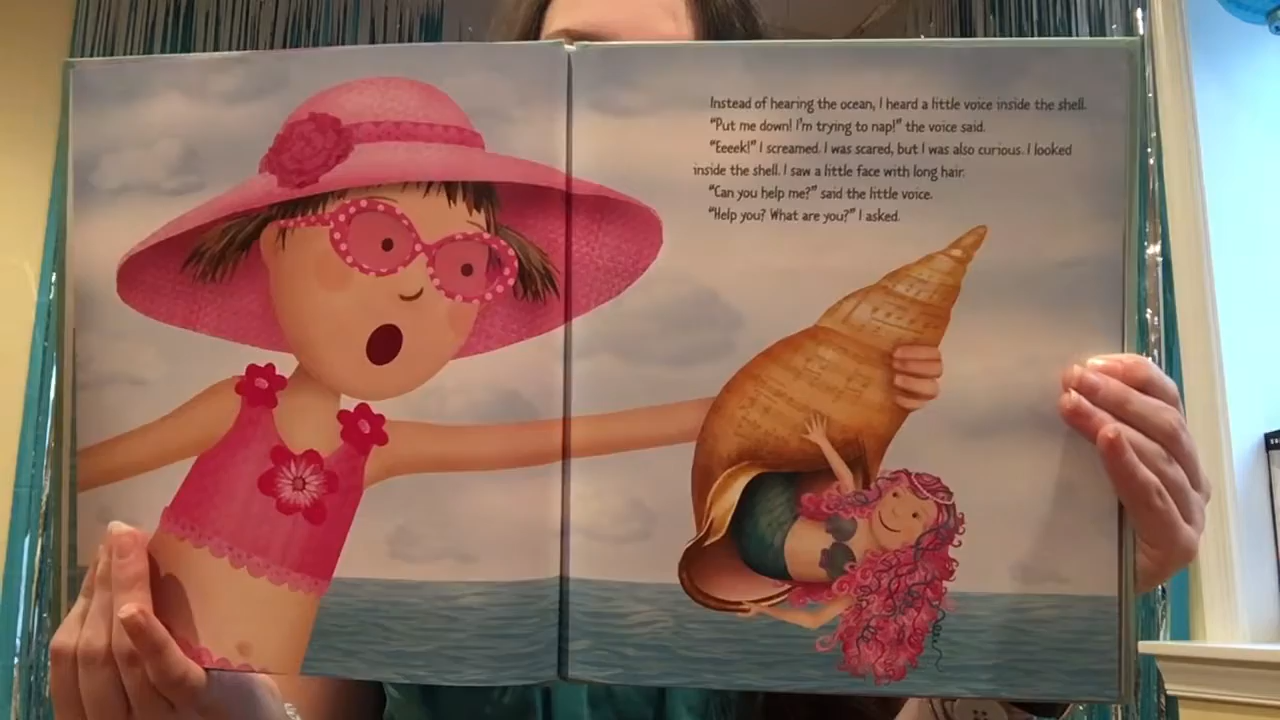 Instead of hearing the ocean, I heard a little voice inside the shell.
"Put me down! I'm trying to nap!" the voice said.
"Eeeek!" I screamed. I was scared, but I was also curious. I looked
inside the shell. I saw a little face with long hair.
"Can you help me?" said the little voice.
"Help you? What are you?" I asked.